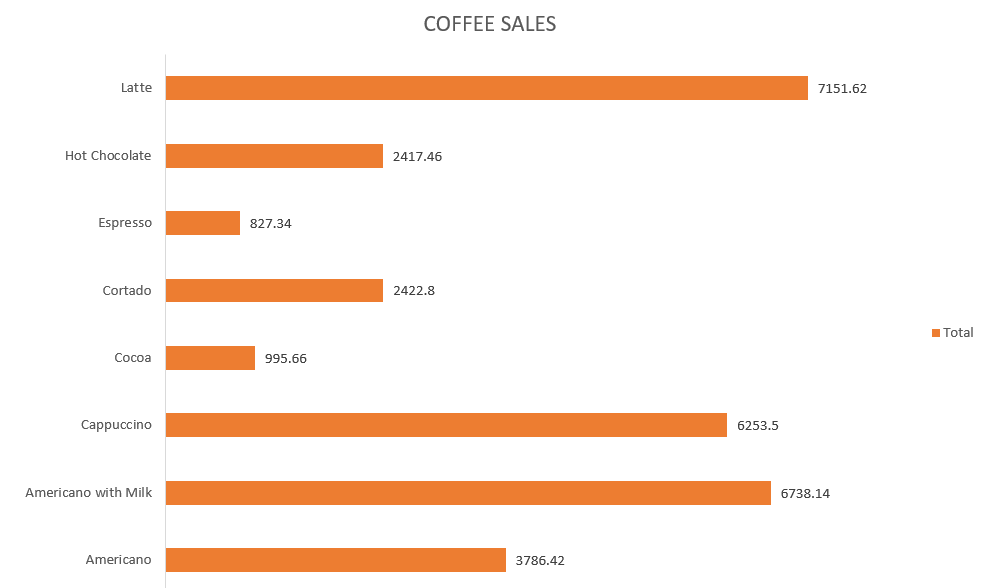 COFFEE SALES
Latte 7151.62
Hot Chocolate 2417.46
Espresso 827.34
Cortado 2422.8
Total
Cocoa 995.66
Cappuccino 6253.5
Americano with Milk 6738.14
Americano 3786.42